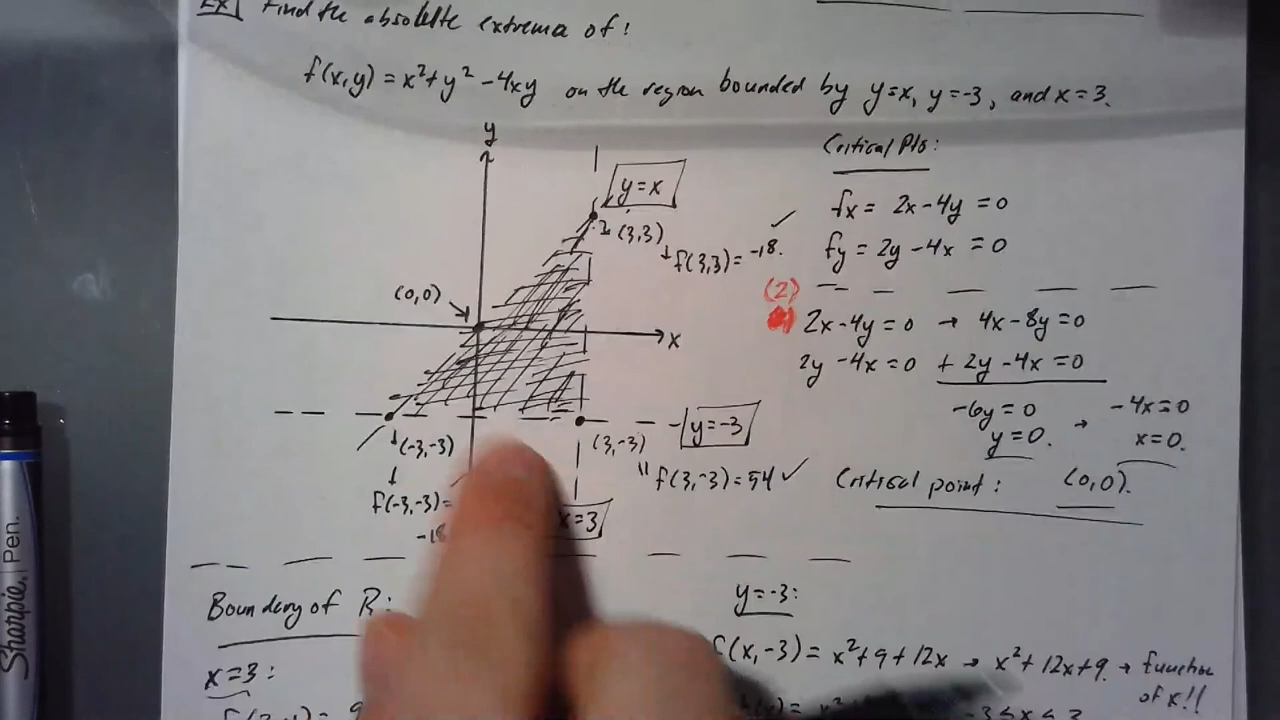 Ex] Find the absolute extrema of:
f(x,y) = x² + y² - 4xy on the region bounded by y=x, y=-3, and x=3.
y
y=x
(3,3)
f(3,3) = -18.
(0,0)
x
y=-3
(-3,-3)
(3,-3)
f(-3,-3) =
-18
f(3,-3) = 54
x=3
Critical Pts:
fx = 2x-4y = 0
fy = 2y - 4x = 0
(2)
2x-4y=0 → 4x-8y=0
2y -4x=0 + 2y -4x=0
-6y=0 → -4x=0
y=0. x=0.
Critical point: (0,0).
Boundary of R:
x=3:
y=-3:
f(x,-3) = x²+9+12x → x²+12x+9. → function
of x!!
Sharpie. Pen.